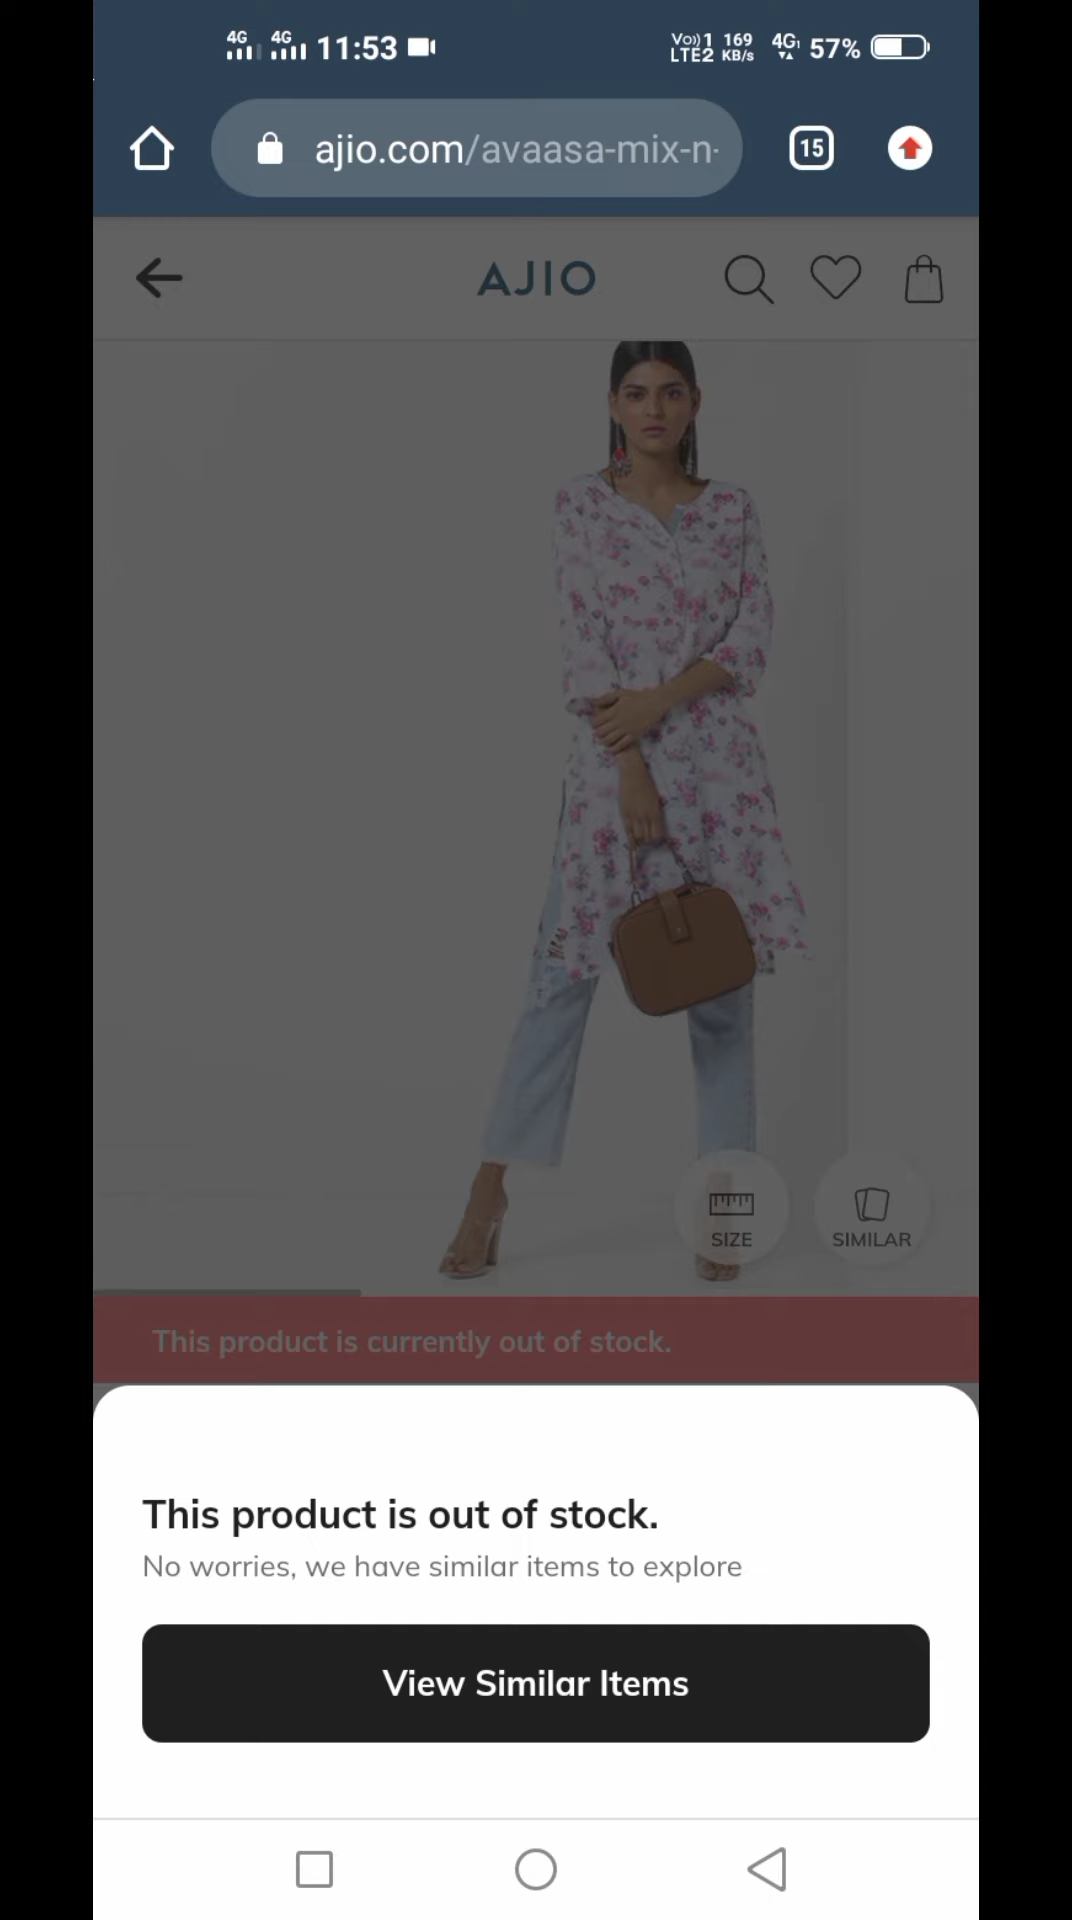 4G 4G 11:53 Vo))1 LTE2 169 KB/s 4G1 57%
ajio.com/avaasa-mix-n-
15
AJIO
SIZE
SIMILAR
This product is currently out of stock.
This product is out of stock.
No worries, we have similar items to explore
View Similar Items